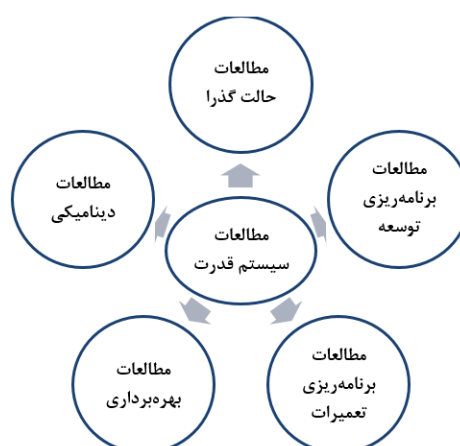 مطالعات
حالت گذرا
مطالعات
برنامه‌ریزی
توسعه
مطالعات
دینامیکی
مطالعات
سیستم قدرت
مطالعات
برنامه‌ریزی
تعمیرات
مطالعات
بهره‌برداری